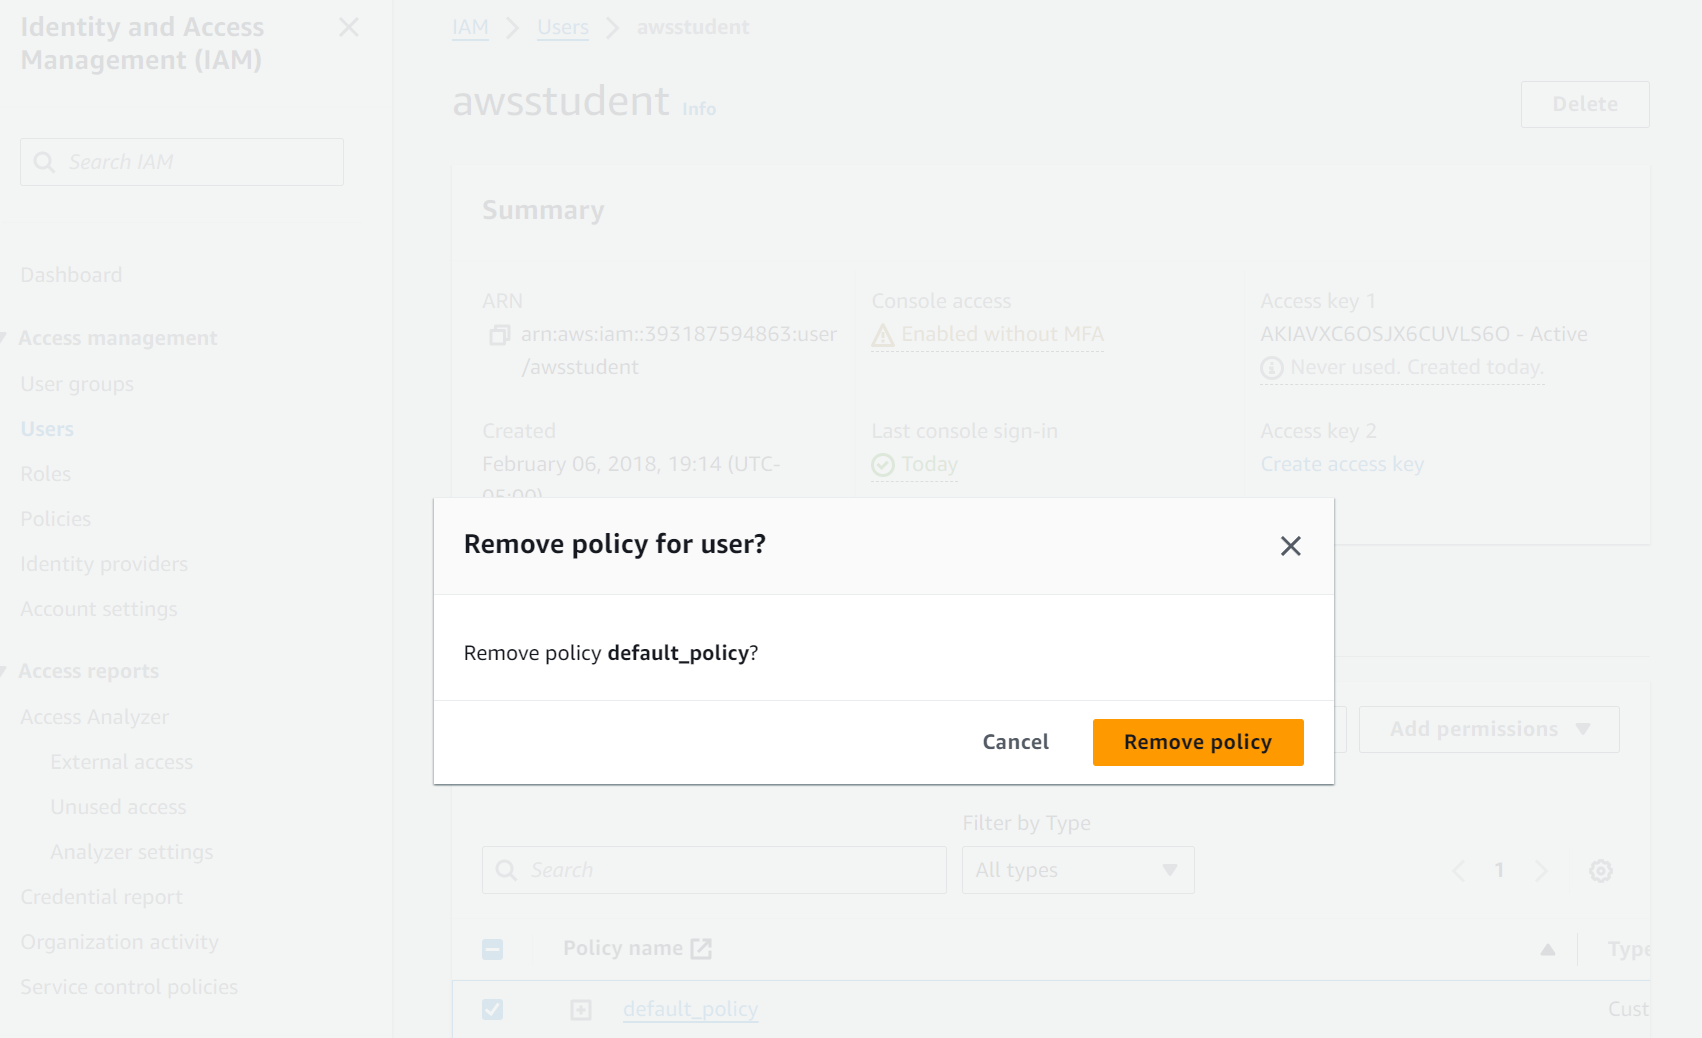 Identity and Access
Management (IAM)
Search IAM
Dashboard
Access management
User groups
Users
Roles
Policies
Identity providers
Account settings
Access reports
Access Analyzer
External access
Unused access
Analyzer settings
Credential report
Organization activity
Service control policies
IAM Users awsstudent
awsstudent Info
Delete
Summary
ARN
arn:aws:iam::393187594863:user
/awsstudent
Console access
Enabled without MFA
Access key 1
AKIAVXC6OSJX6CUVLS6O - Active
Never used. Created today.
Created
February 06, 2018, 19:14 (UTC-
05:00)
Last console sign-in
Today
Access key 2
Create access key
Remove policy for user?
Remove policy default_policy?
Cancel
Remove policy
Add permissions
Filter by Type
Search
All types
1
Policy name
Type
default_policy
Cust